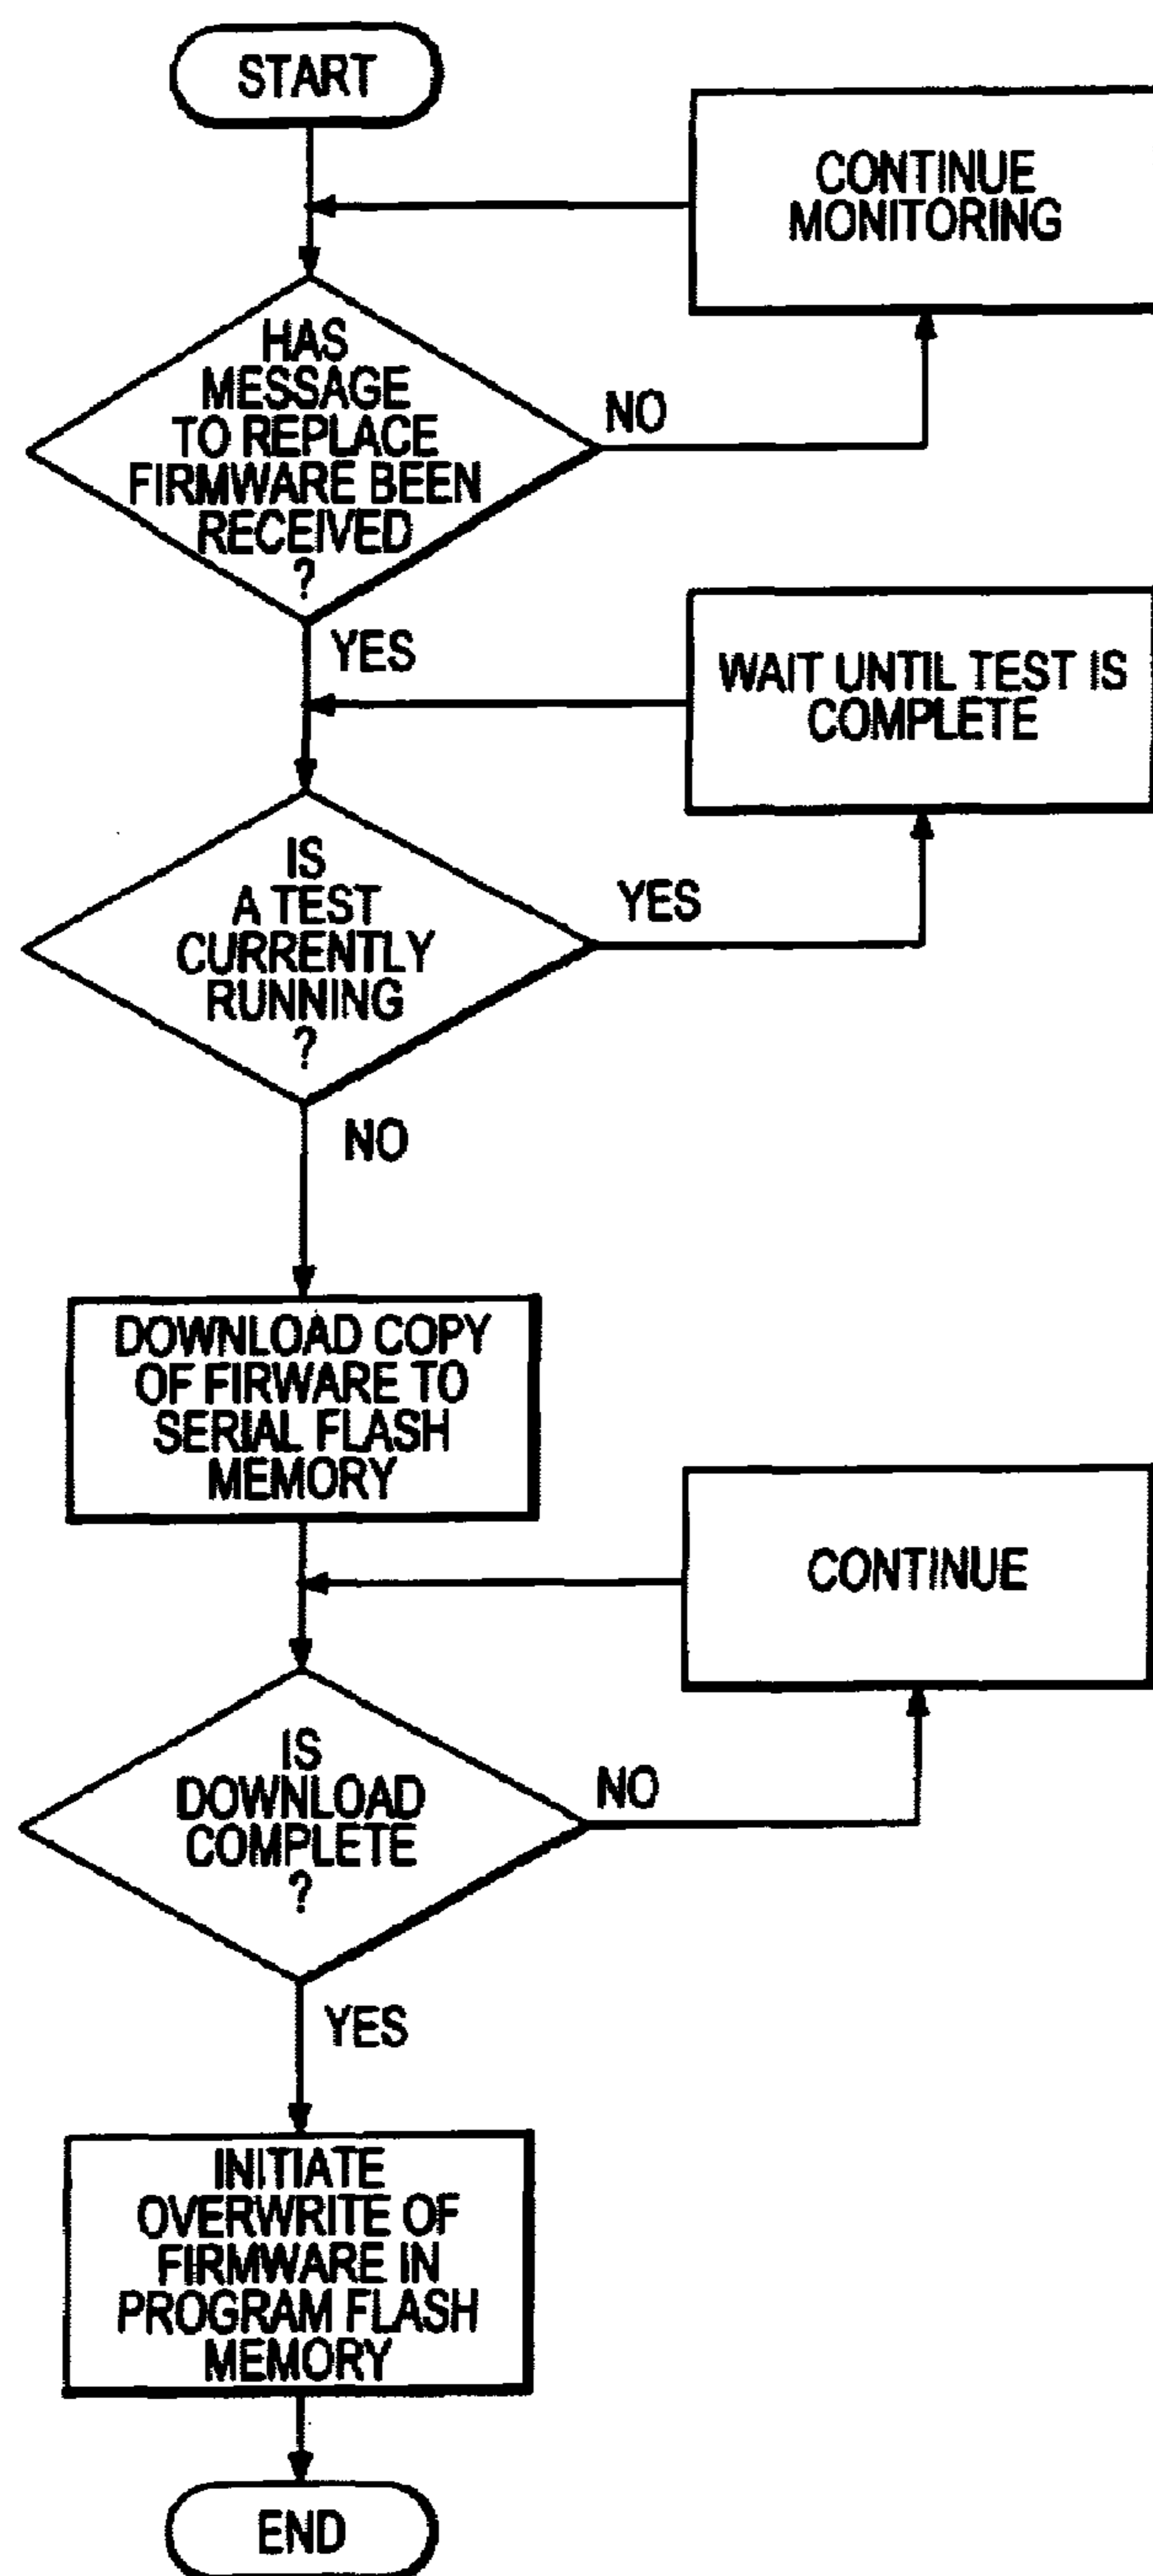 START
CONTINUE
MONITORING
HAS
MESSAGE
TO REPLACE
FIRMWARE BEEN
RECEIVED
?
NO
YES
WAIT UNTIL TEST IS
COMPLETE
IS
A TEST
CURRENTLY
RUNNING
?
YES
NO
DOWNLOAD COPY
OF FIRWARE TO
SERIAL FLASH
MEMORY
CONTINUE
IS
DOWNLOAD
COMPLETE
?
NO
YES
INITIATE
OVERWRITE OF
FIRMWARE IN
PROGRAM FLASH
MEMORY
END